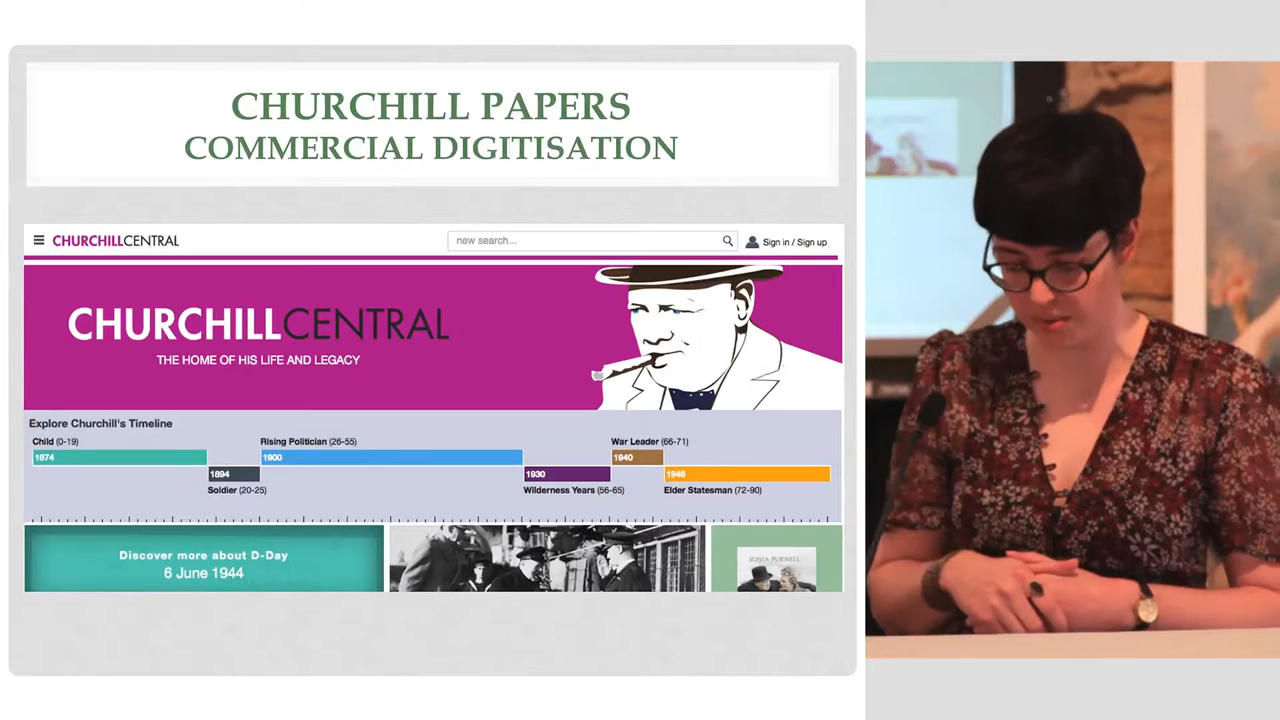 CHURCHILL PAPERS
COMMERCIAL DIGITISATION
CHURCHILLCENTRAL
new search...
Sign in / Sign up
CHURCHILLCENTRAL
THE HOME OF HIS LIFE AND LEGACY
Explore Churchill's Timeline
Child (0-19)
Rising Politician (26-55)
War Leader (66-71)
1874
1900
1940
1894
1930
1946
Soldier (20-25)
Wilderness Years (56-65)
Elder Statesman (72-90)
Discover more about D-Day
6 June 1944
SONIA PURNELL